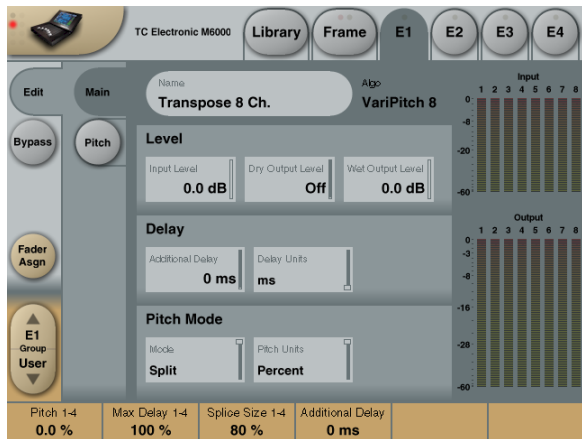 TC Electronic M6000
Library
Frame
E1
E2
E3
E4
Edit
Main
Bypass
Pitch
Fader
Asgn
E1
Group
User
Name
Transpose 8 Ch.
Algo
VariPitch 8
Level
Input Level
0.0 dB
Dry Output Level
Off
Wet Output Level
0.0 dB
Delay
Additional Delay
0 ms
Delay Units
ms
Pitch Mode
Mode
Split
Pitch Units
Percent
Input
1 2 3 4 5 6 7 8
0
-8
-20
-60
Output
1 2 3 4 5 6 7 8
0
-3
-8
-16
-28
-60
Pitch 1-4
0.0 %
Max Delay 1-4
100 %
Splice Size 1-4
80 %
Additional Delay
0 ms